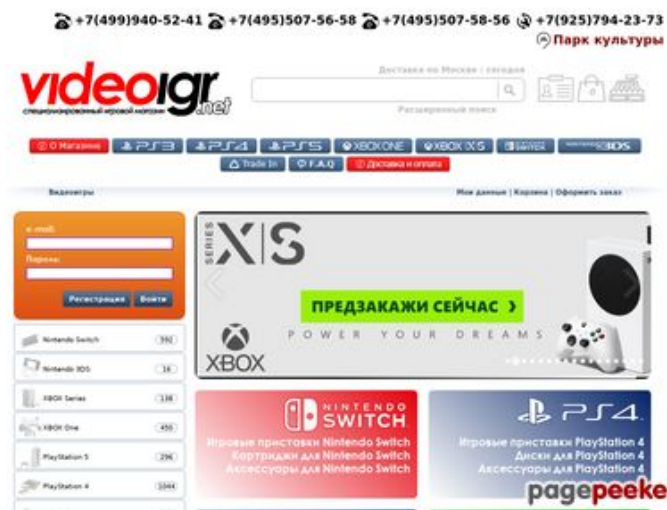 +7(499)940-52-41 +7(495)507-56-58 +7(495)507-58-56 +7(925)794-23-73
Парк культуры
videoigr.net
специализированный игровой магазин
Доставка по Москве : сегодня
Расширенный поиск
О Магазине PS3 PS4 PS5 XBOX ONE XBOX X|S SWITCH NINTENDO 3DS
Trade In F.A.Q Доставка и оплата
Видеоигры
Мои данные | Корзина | Оформить заказ
e-mail:
Пароль:
Регистрация Войти
Nintendo Switch 392
Nintendo 3DS 16
XBOX Series 138
XBOX One 450
PlayStation 5 296
PlayStation 4 1044
SERIES X|S
ПРЕДЗАКАЖИ СЕЙЧАС
POWER YOUR DREAMS
XBOX
NINTENDO
SWITCH
Игровые приставки Nintendo Switch
Картриджи для Nintendo Switch
Аксессуары для Nintendo Switch
PS4
Игровые приставки PlayStation 4
Диски для PlayStation 4
Аксессуары для PlayStation 4
pagepeeke